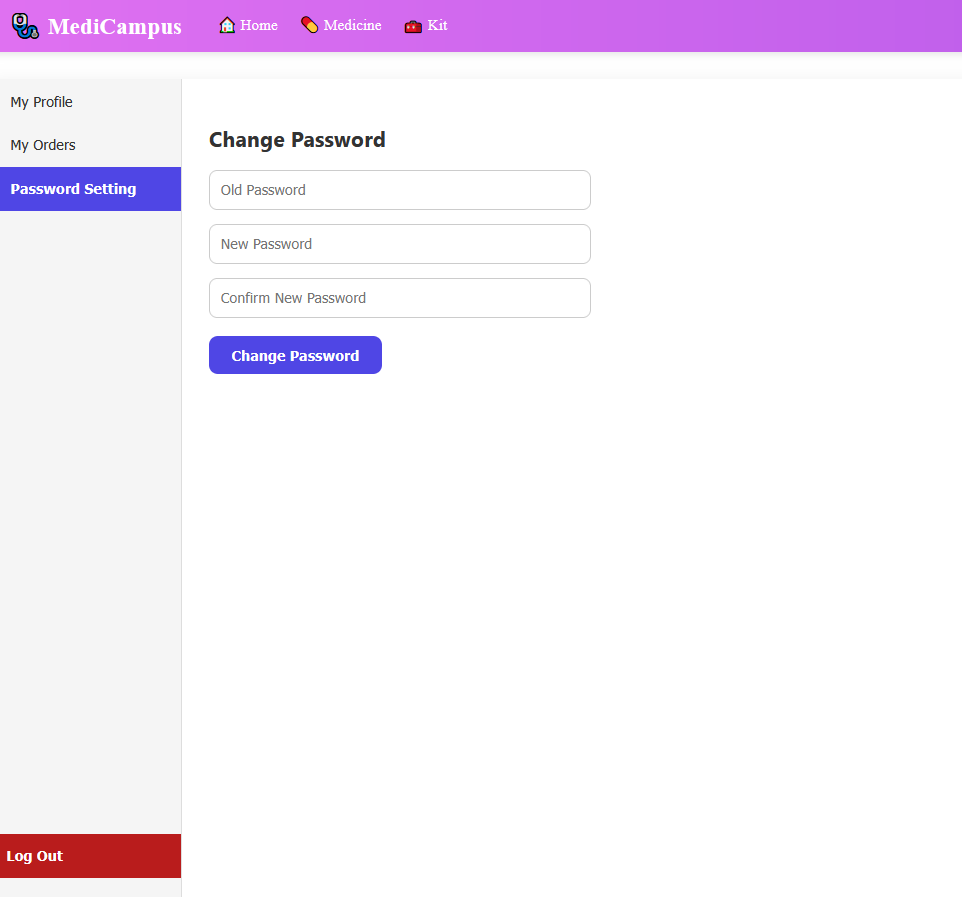 MediCampus
Home
Medicine
Kit
My Profile
My Orders
Password Setting
Log Out
Change Password
Old Password
New Password
Confirm New Password
Change Password